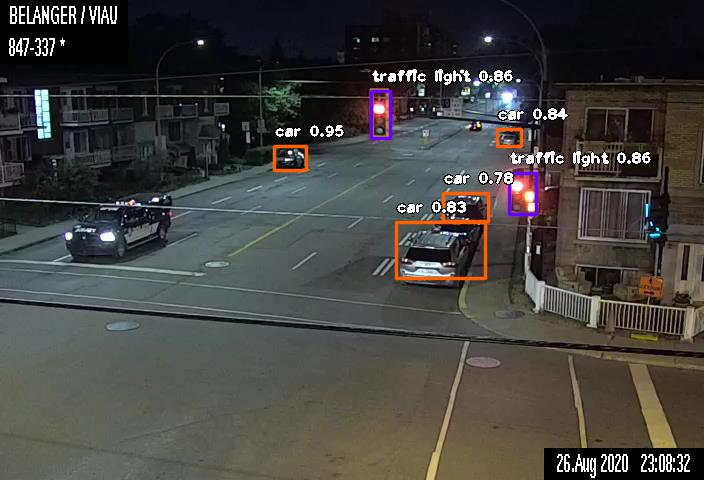 BELANGER / VIAU
847-337 *
traffic light 0.86
car 0.84
car 0.95
traffic light 0.86
car 0.78
car 0.83
26.Aug 2020 23:08:32